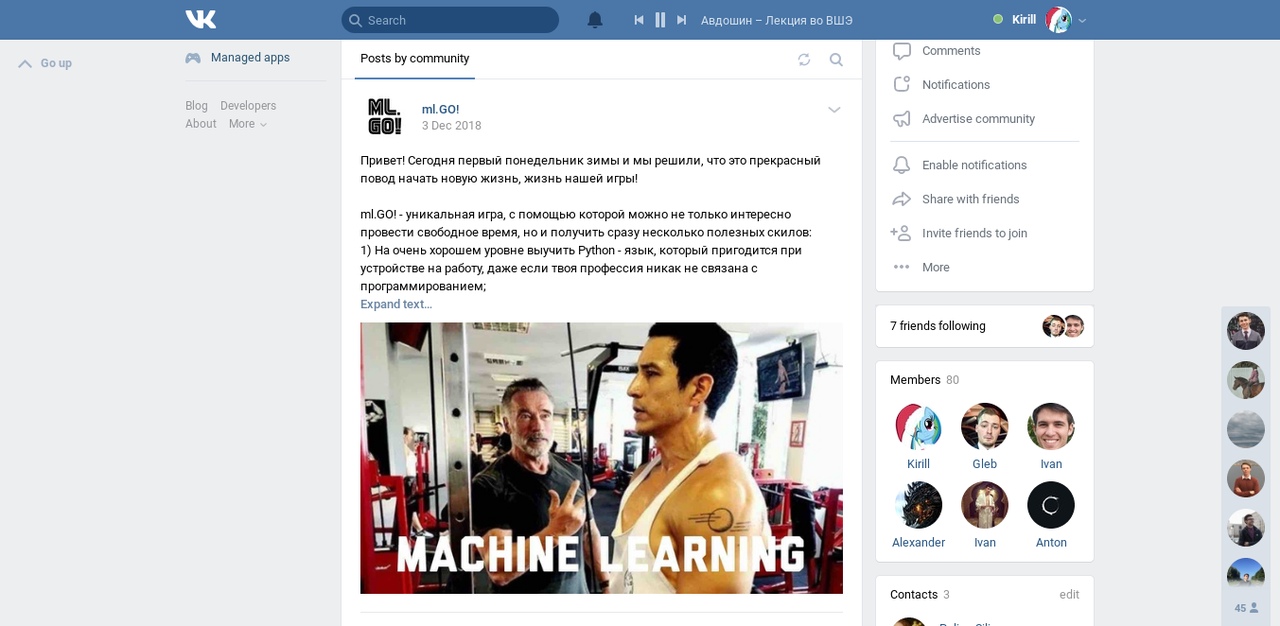 Search
Авдошин – Лекция во ВШЭ
Kirill
Go up
Managed apps
Blog Developers
About More
Posts by community
ML.
GO!
ml.GO!
3 Dec 2018
Привет! Сегодня первый понедельник зимы и мы решили, что это прекрасный
повод начать новую жизнь, жизнь нашей игры!
ml.GO! - уникальная игра, с помощью которой можно не только интересно
провести свободное время, но и получить сразу несколько полезных скилов:
1) На очень хорошем уровне выучить Python - язык, который пригодится при
устройстве на работу, даже если твоя профессия никак не связана с
программированием;
Expand text...
MACHINE LEARNING
Comments
Notifications
Advertise community
Enable notifications
Share with friends
Invite friends to join
More
7 friends following
Members 80
Kirill Gleb Ivan
Alexander Ivan Anton
Contacts 3 edit
45